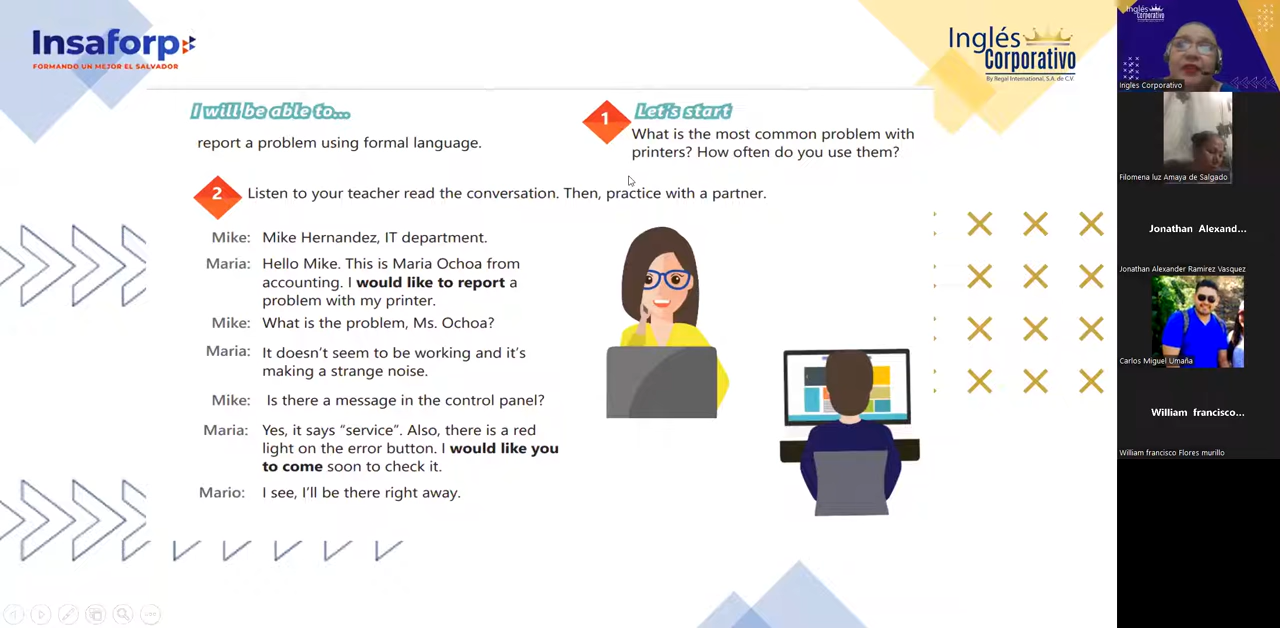 Insaforp
FORMANDO UN MEJOR EL SALVADOR
Inglés
Corporativo
By Regal International, S.A. de C.V.
I will be able to...
report a problem using formal language.
1
Let's start
What is the most common problem with
printers? How often do you use them?
2
Listen to your teacher read the conversation. Then, practice with a partner.
Mike: Mike Hernandez, IT department.
Maria: Hello Mike. This is Maria Ochoa from
accounting. I would like to report a
problem with my printer.
Mike: What is the problem, Ms. Ochoa?
Maria: It doesn't seem to be working and it's
making a strange noise.
Mike: Is there a message in the control panel?
Maria: Yes, it says “service”. Also, there is a red
light on the error button. I would like you
to come soon to check it.
Mario: I see, I'll be there right away.
Inglés
Corporativo
Ingles Corporativo
Filomena luz Amaya de Salgado
Jonathan Alexand...
Jonathan Alexander Ramirez Vasquez
Carlos Miguel Umaña
William francisco...
William francisco Flores murillo